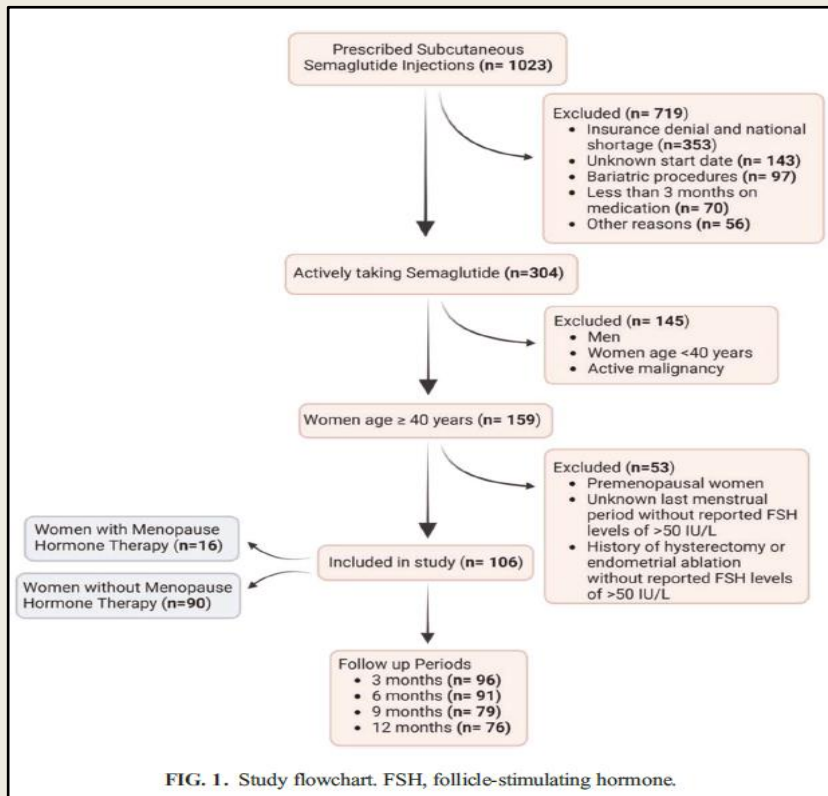 Prescribed Subcutaneous
Semaglutide Injections (n= 1023)
Excluded (n= 719)
• Insurance denial and national
shortage (n=353)
• Unknown start date (n= 143)
• Bariatric procedures (n= 97)
• Less than 3 months on
medication (n= 70)
• Other reasons (n= 56)
Actively taking Semaglutide (n=304)
Excluded (n= 145)
• Men
• Women age <40 years
• Active malignancy
Women age ≥ 40 years (n= 159)
Excluded (n=53)
• Premenopausal women
• Unknown last menstrual
period without reported FSH
levels of >50 IU/L
• History of hysterectomy or
endometrial ablation
without reported FSH levels
of >50 IU/L
Women with Menopause
Hormone Therapy (n=16)
Included in study (n= 106)
Women without Menopause
Hormone Therapy (n=90)
Follow up Periods
• 3 months (n= 96)
• 6 months (n= 91)
• 9 months (n= 79)
• 12 months (n= 76)
FIG. 1. Study flowchart. FSH, follicle-stimulating hormone.